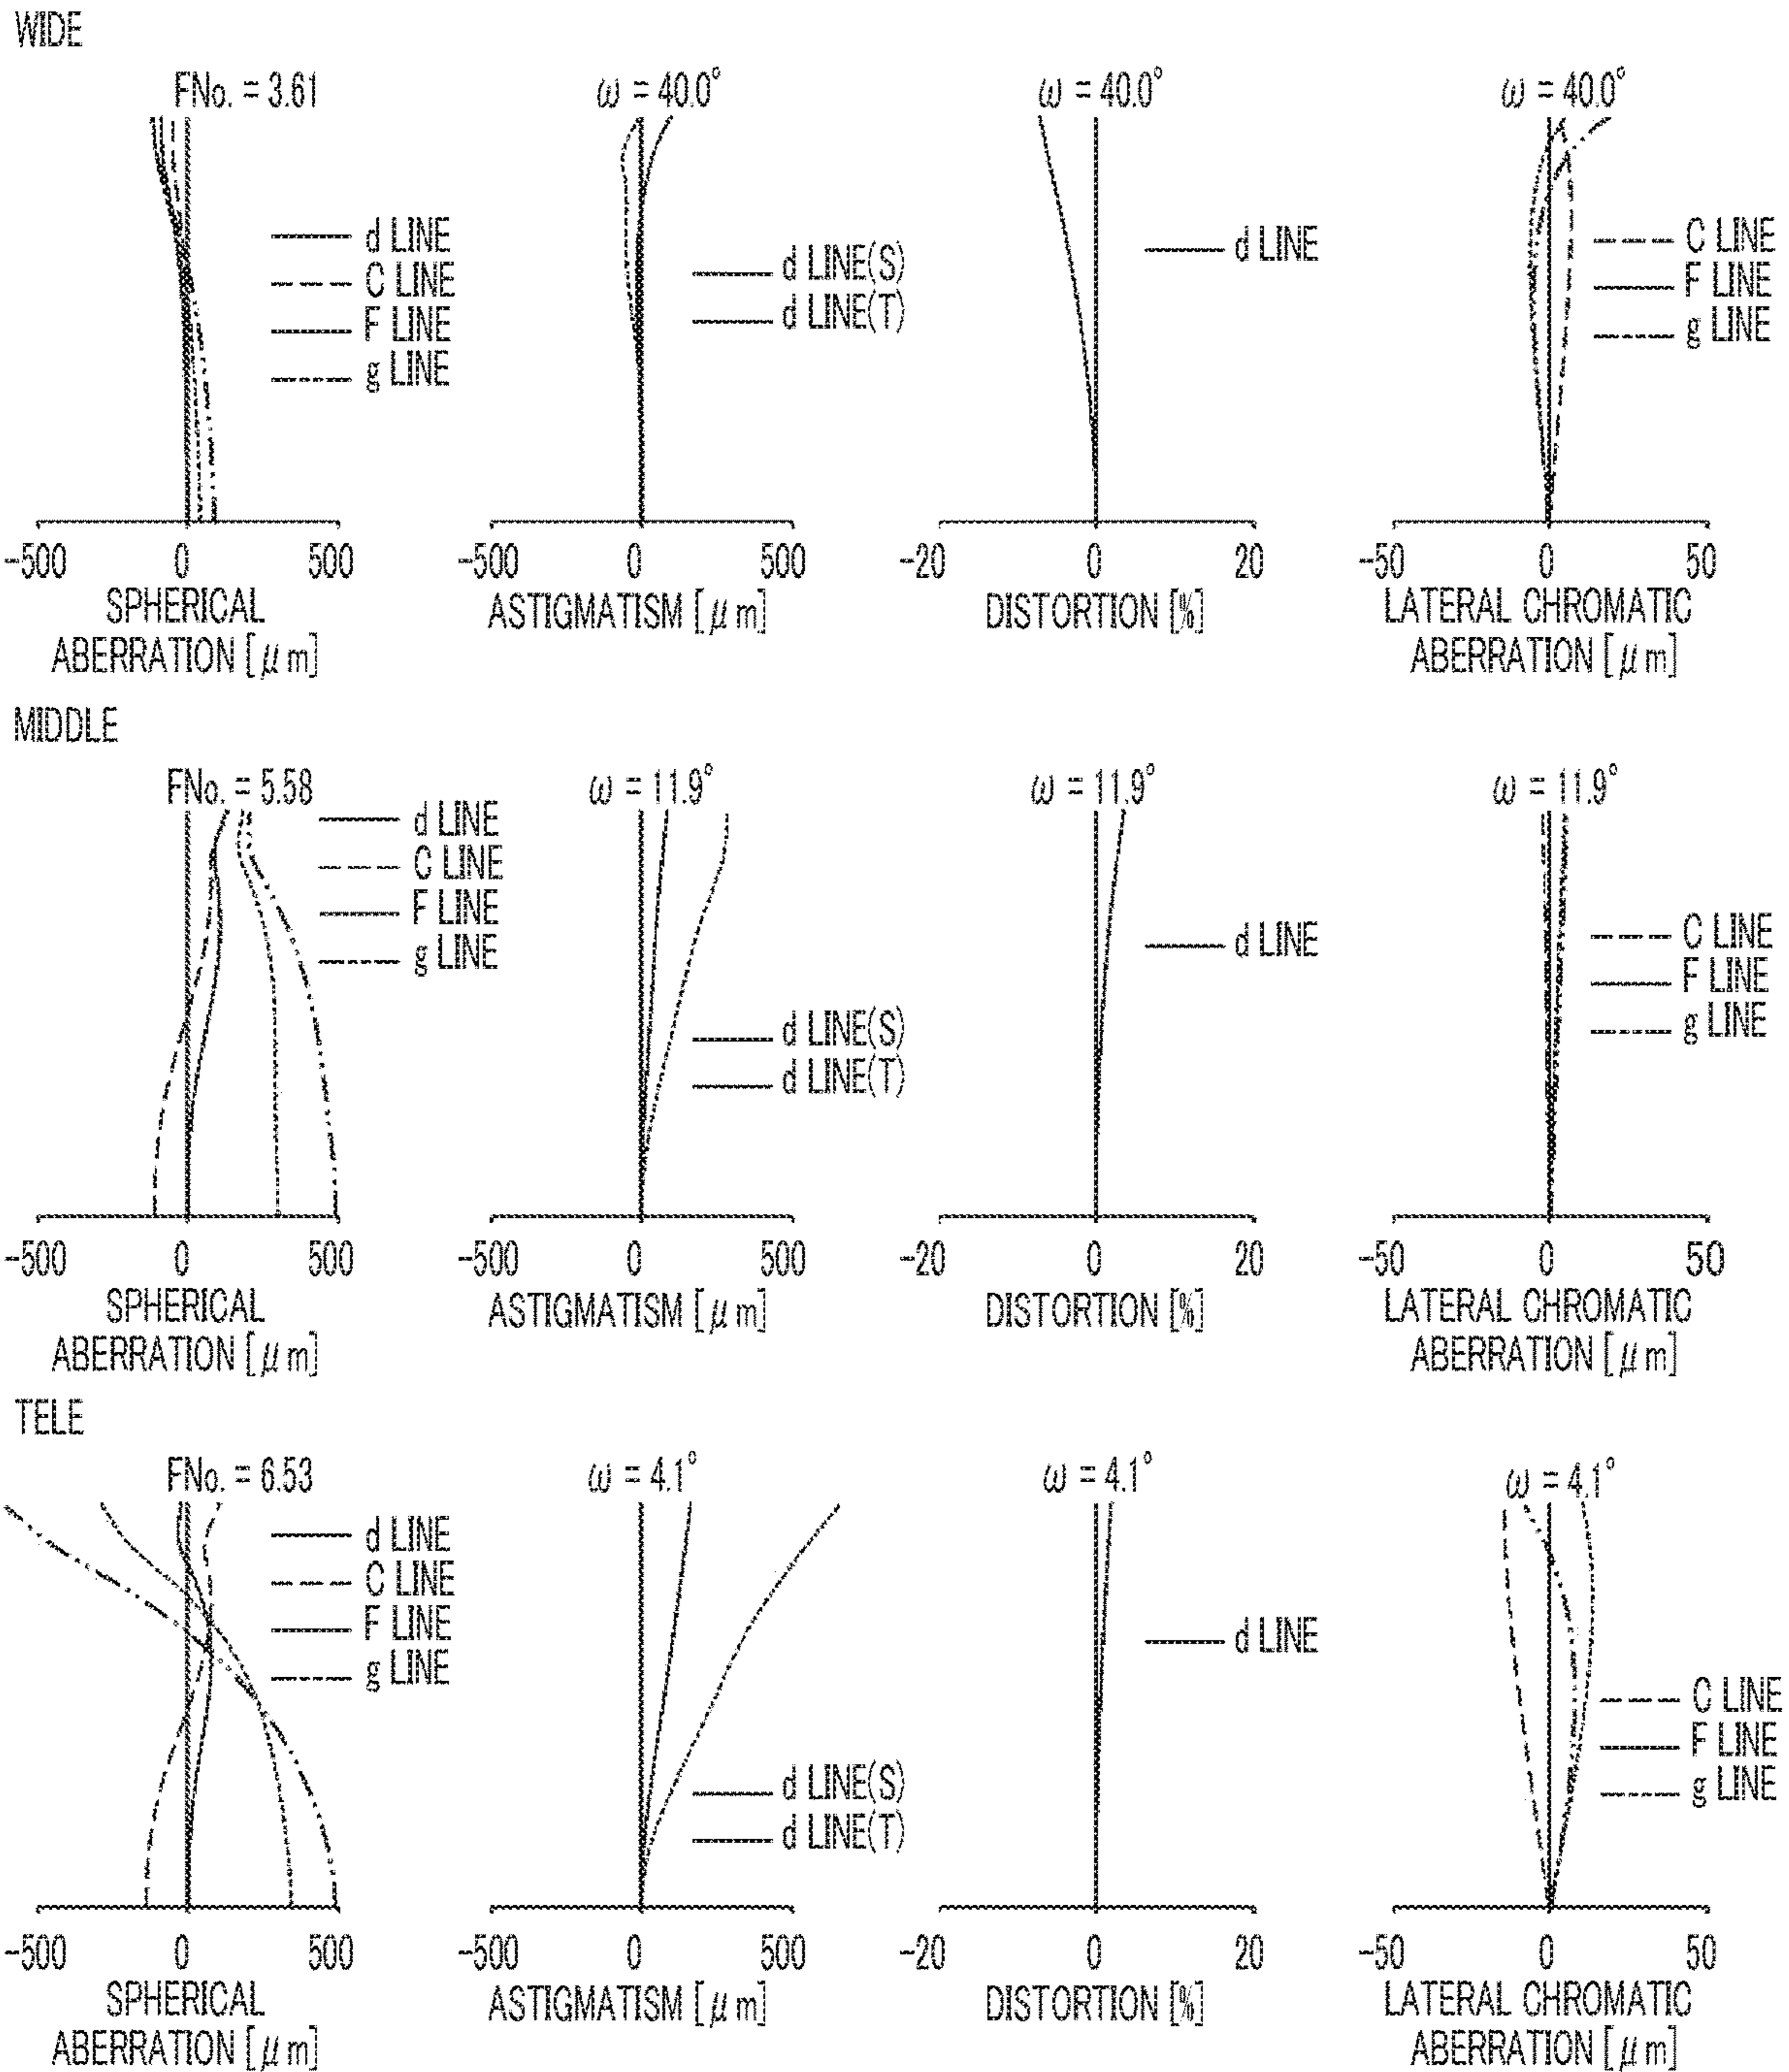 WIDE
FNo. = 3.61
d LINE
C LINE
F LINE
g LINE
-500 0 500
SPHERICAL
ABERRATION [μm]
ω = 40.0°
d LINE(S)
d LINE(T)
-500 0 500
ASTIGMATISM [μm]
ω = 40.0°
d LINE
-20 0 20
DISTORTION [%]
ω = 40.0°
C LINE
F LINE
g LINE
-50 0 50
LATERAL CHROMATIC
ABERRATION [μm]
MIDDLE
FNo. = 5.58
d LINE
C LINE
F LINE
g LINE
-500 0 500
SPHERICAL
ABERRATION [μm]
ω = 11.9°
d LINE(S)
d LINE(T)
-500 0 500
ASTIGMATISM [μm]
ω = 11.9°
d LINE
-20 0 20
DISTORTION [%]
ω = 11.9°
C LINE
F LINE
g LINE
-50 0 50
LATERAL CHROMATIC
ABERRATION [μm]
TELE
FNo. = 6.53
d LINE
C LINE
F LINE
g LINE
-500 0 500
SPHERICAL
ABERRATION [μm]
ω = 4.1°
d LINE(S)
d LINE(T)
-500 0 500
ASTIGMATISM [μm]
ω = 4.1°
d LINE
-20 0 20
DISTORTION [%]
ω = 4.1°
C LINE
F LINE
g LINE
-50 0 50
LATERAL CHROMATIC
ABERRATION [μm]